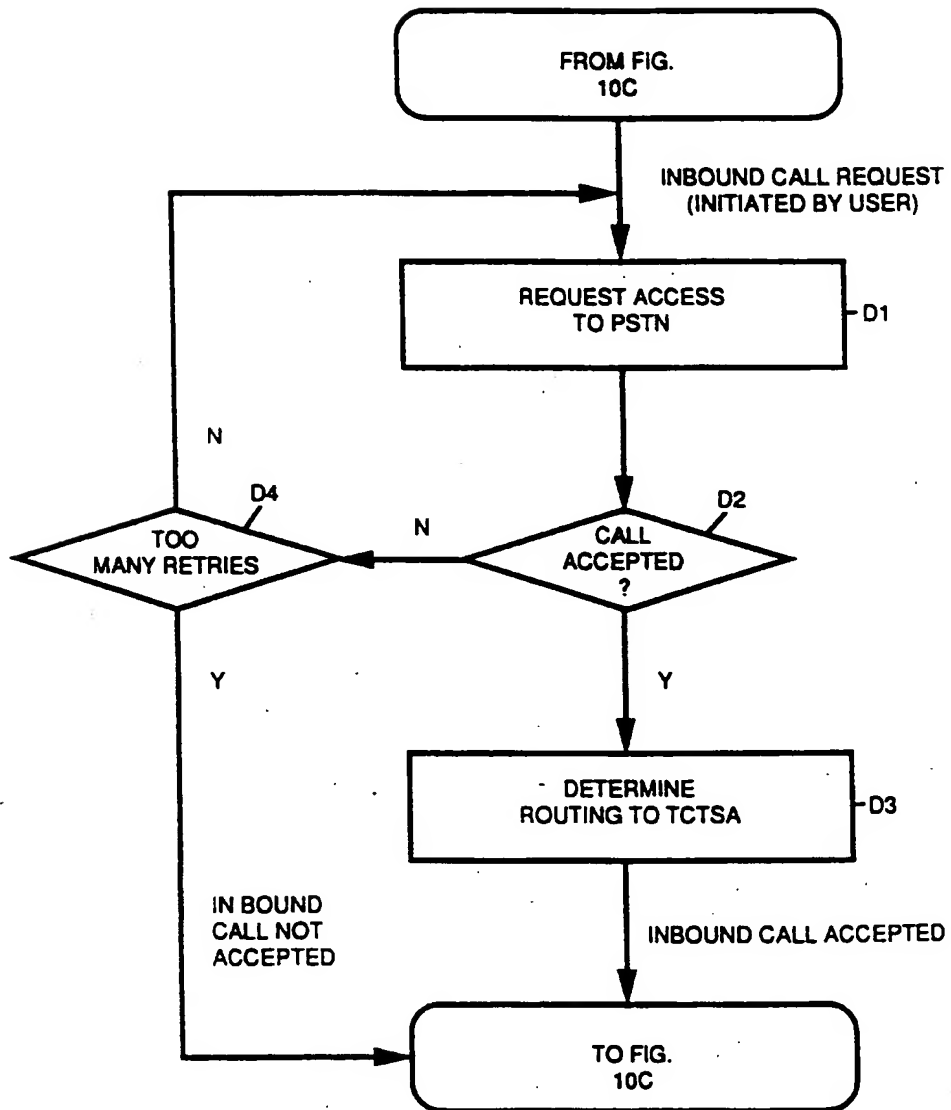 FROM FIG.
10C
INBOUND CALL REQUEST
(INITIATED BY USER)
REQUEST ACCESS
TO PSTN
D1
N
D4
D2
TOO
MANY RETRIES
N
CALL
ACCEPTED
?
Y
Y
DETERMINE
ROUTING TO TCTSA
D3
IN BOUND
CALL NOT
ACCEPTED
INBOUND CALL ACCEPTED
TO FIG.
10C